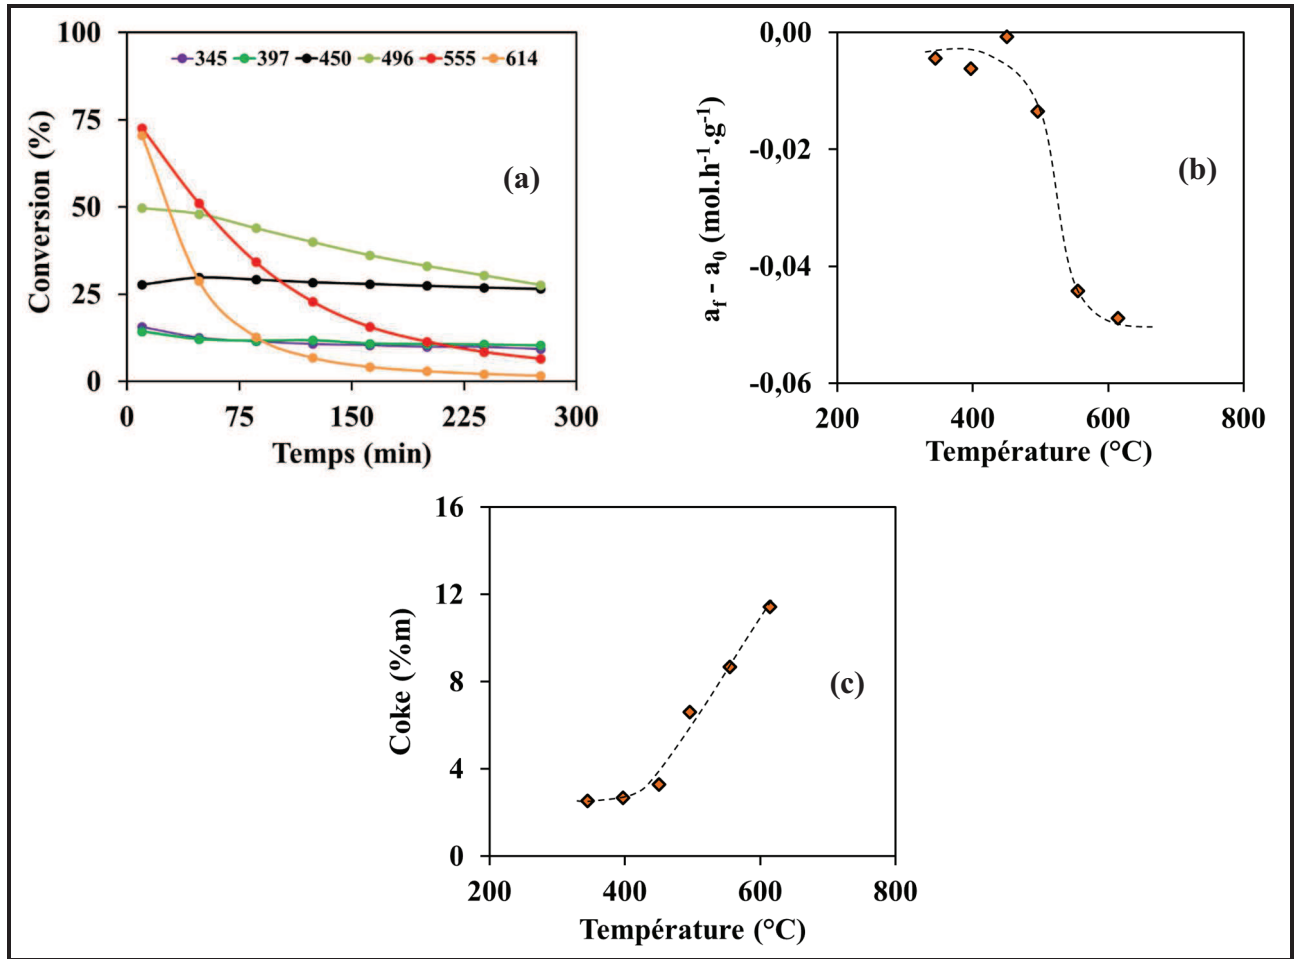 100
75
50
25
0
0 75 150 225 300
345 397 450 496 555 614
(a)
Conversion (%)
Temps (min)
0,00
-0,02
-0,04
-0,06
200 400 600 800
(b)
af - a0 (mol.h-1.g-1)
Température (°C)
16
12
8
4
0
200 400 600 800
(c)
Coke (%m)
Température (°C)